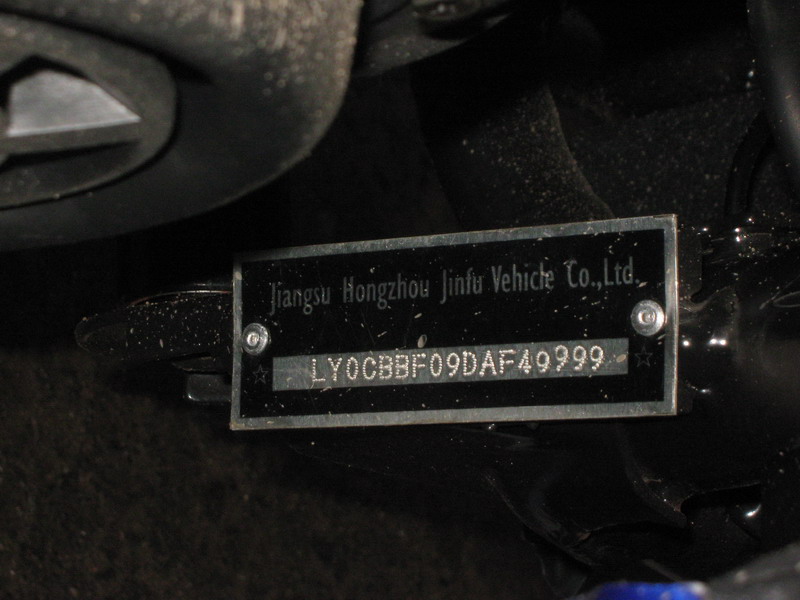 Jiangsu Hongzhou Jinfu Vehicle Co.,Ltd.
☆ LY0CBBF09DAF49999 ☆